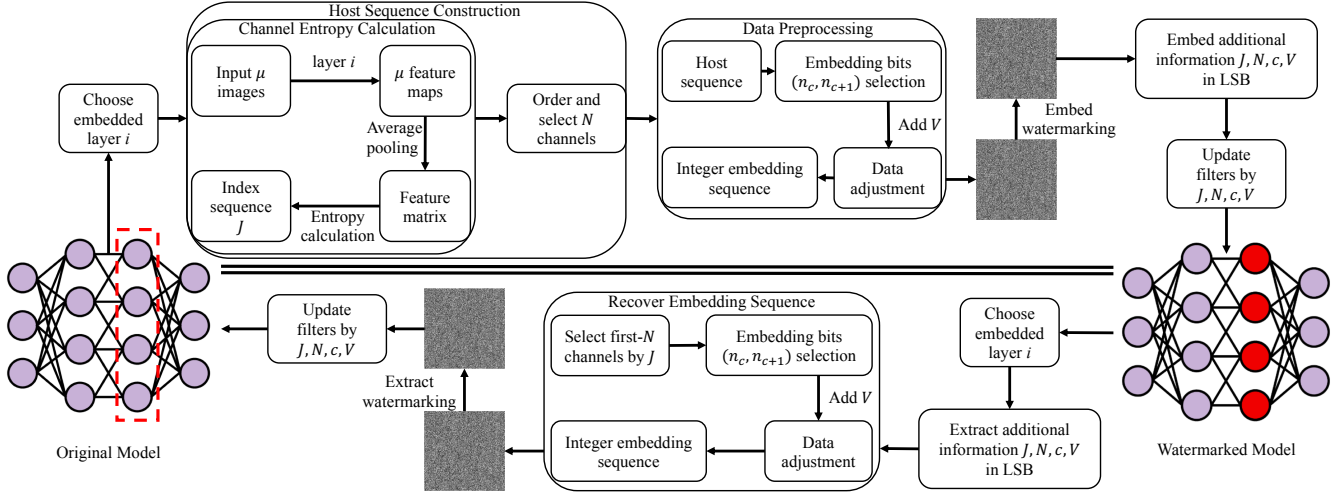 Host Sequence Construction
Channel Entropy Calculation
Input μ
images
layer i
μ feature
maps
Average
pooling
Feature
matrix
Entropy
calculation
Index
sequence
J
Choose
embedded
layer i
Order and
select N
channels
Data Preprocessing
Host
sequence
Embedding bits
(n_c, n_{c+1}) selection
Add V
Data
adjustment
Integer embedding
sequence
Embed
watermarking
Embed additional
information J, N, c, V
in LSB
Update
filters by
J, N, c, V
Original Model
Watermarked Model
Choose
embedded
layer i
Extract additional
information J, N, c, V
in LSB
Recover Embedding Sequence
Select first-N
channels by J
Embedding bits
(n_c, n_{c+1}) selection
Add V
Data
adjustment
Integer embedding
sequence
Extract
watermarking
Update
filters by
J, N, c, V